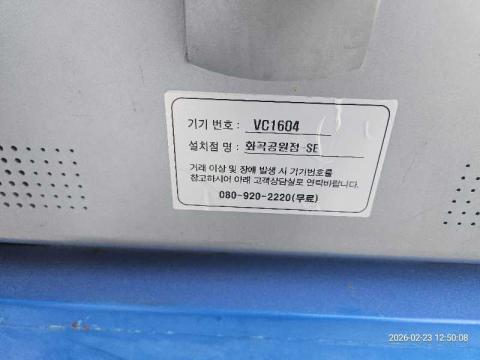 기기 번호 : VC1604
설치점 명 : 화곡공원점-SE
거래 이상 및 장애 발생 시 기기번호를
참고하시어 아래 고객상담실로 연락바랍니다.
080-920-2220(무료)
2026-02-23 12:50:08